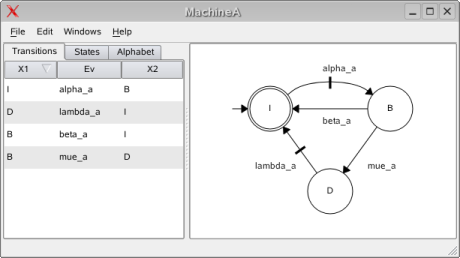 MachineA
File Edit Windows Help
Transitions States Alphabet
X1 Ev X2
I alpha_a B
D lambda_a I
B beta_a I
B mue_a D
alpha_a
I B
beta_a
lambda_a mue_a
D